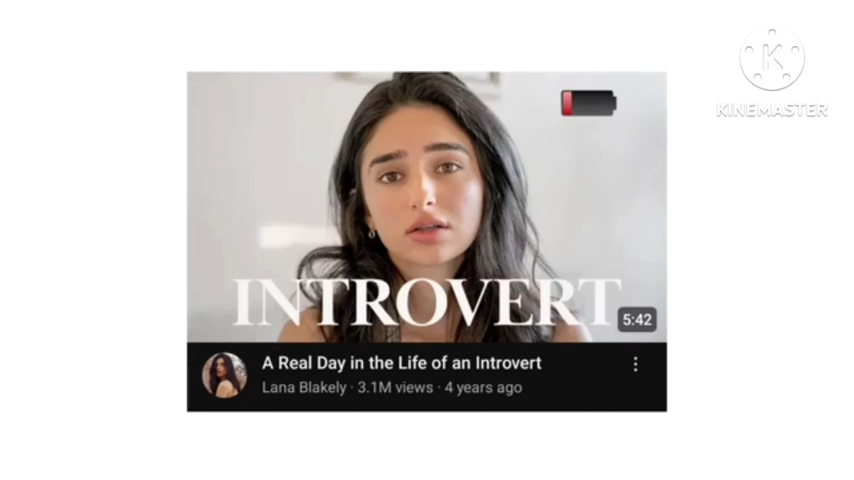 KINEMASTER
INTROVERT
5:42
A Real Day in the Life of an Introvert
Lana Blakely · 3.1M views · 4 years ago